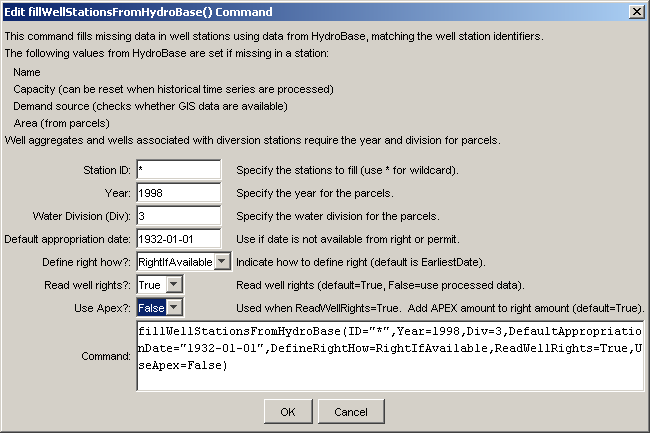 Edit fillWellStationsFromHydroBase() Command
This command fills missing data in well stations using data from HydroBase, matching the well station identifiers.
The following values from HydroBase are set if missing in a station:
Name
Capacity (can be reset when historical time series are processed)
Demand source (checks whether GIS data are available)
Area (from parcels)
Well aggregates and wells associated with diversion stations require the year and division for parcels.
Station ID: * Specify the stations to fill (use * for wildcard).
Year: 1998 Specify the year for the parcels.
Water Division (Div): 3 Specify the water division for the parcels.
Default appropriation date: 1932-01-01 Use if date is not available from right or permit.
Define right how?: RightIfAvailable Indicate how to define right (default is EarliestDate).
Read well rights?: True Read well rights (default=True, False=use processed data).
Use Apex?: False Used when ReadWellRights=True. Add APEX amount to right amount (default=True).
Command: fillWellStationsFromHydroBase(ID="*",Year=1998,Div=3,DefaultAppropriatio
nDate="1932-01-01",DefineRightHow=RightIfAvailable,ReadWellRights=True,U
seApex=False)
OK Cancel